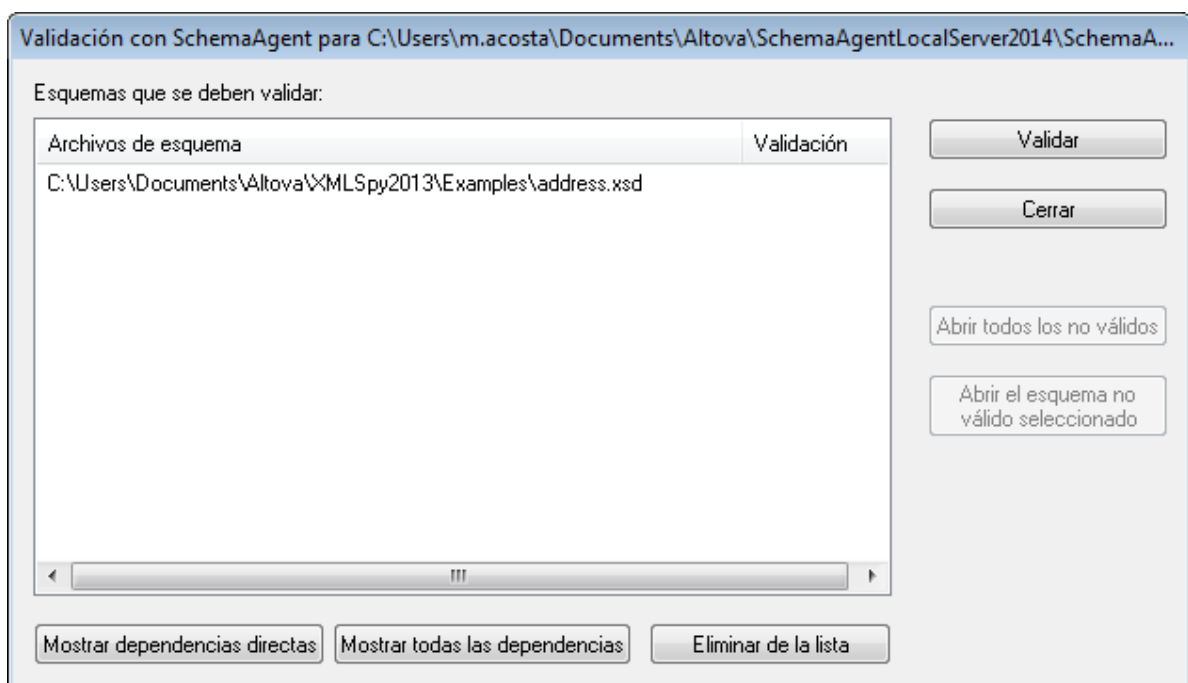 Validación con SchemaAgent para C:\Users\m.acosta\Documents\Altova\SchemaAgentLocalServer2014\SchemaA...
Esquemas que se deben validar:
Archivos de esquema Validación
C:\Users\Documents\Altova\XMLSpy2013\Examples\address.xsd
Validar
Cerrar
Abrir todos los no válidos
Abrir el esquema no
válido seleccionado
Mostrar dependencias directas Mostrar todas las dependencias Eliminar de la lista